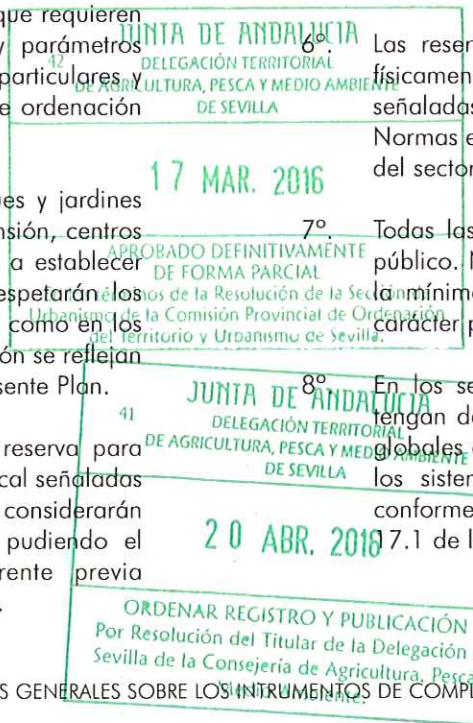 que requieren
y parámetros
particulares y
e ordenación
es y jardines
nsión, centros
a establecer
espetarán los
como en los
ón se reflejan
sente Plan.
reserva para
cal señaladas
considerarán
pudiendo el
rente previa
6º. Las reser
físicamen
señaladas
Normas e
del sector
7º. Todas las
público. N
la mínima
carácter p
8º. En los se
tengan de
globales
los sister
conforme
17.1 de l
42
JUNTA DE ANDALUCIA
DELEGACIÓN TERRITORIAL
DE AGRICULTURA, PESCA Y MEDIO AMBIENTE
DE SEVILLA
17 MAR. 2016
APROBADO DEFINITIVAMENTE
DE FORMA PARCIAL
en los términos de la Resolución de la Sección de
Urbanismo de la Comisión Provincial de Ordenación
del Territorio y Urbanismo de Sevilla.
41
JUNTA DE ANDALUCIA
DELEGACIÓN TERRITORIAL
DE AGRICULTURA, PESCA Y MEDIO AMBIENTE
DE SEVILLA
20 ABR. 2016
ORDENAR REGISTRO Y PUBLICACIÓN
Por Resolución del Titular de la Delegación
Sevilla de la Consejería de Agricultura, Pesca
Medio Ambiente.
S GENERALES SOBRE LOS INTRUMENTOS DE COMPL